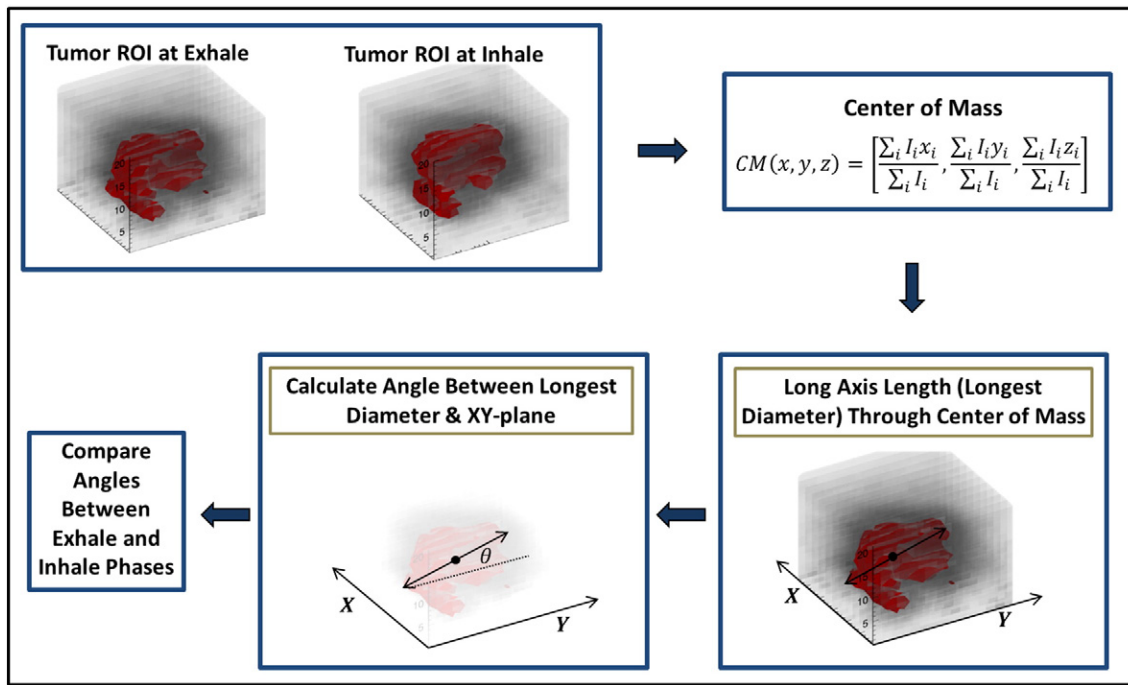 Tumor ROI at Exhale
Tumor ROI at Inhale
20
15
10
5
20
15
10
5
Center of Mass
CM(x, y, z) = [∑ᵢ Iᵢxᵢ / ∑ᵢ Iᵢ , ∑ᵢ Iᵢyᵢ / ∑ᵢ Iᵢ , ∑ᵢ Iᵢzᵢ / ∑ᵢ Iᵢ]
Long Axis Length (Longest
Diameter) Through Center of Mass
20
15
10
5
X
Y
Calculate Angle Between Longest
Diameter & XY-plane
θ
10
5
X
Y
Compare
Angles
Between
Exhale and
Inhale Phases